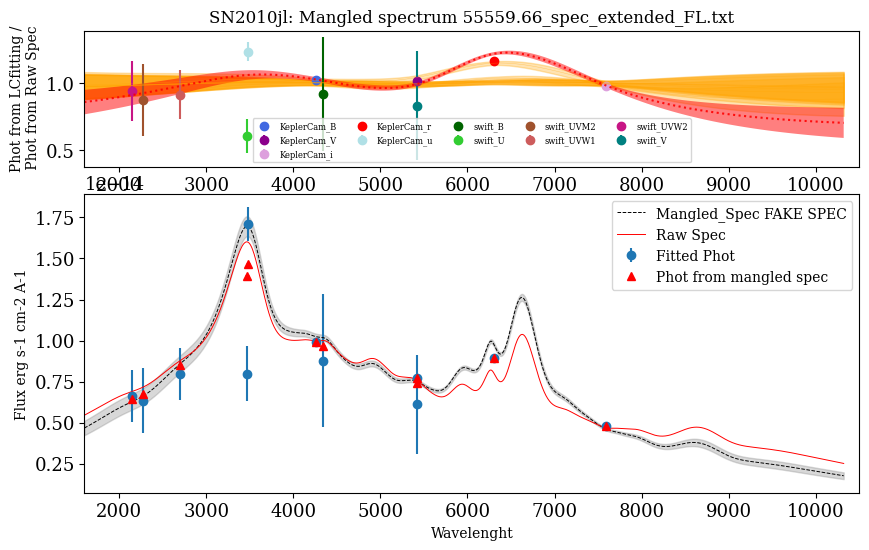 SN2010jl: Mangled spectrum 55559.66_spec_extended_FL.txt
Phot from LCfitting /
Phot from Raw Spec
1.0
0.5
KeplerCam_B KeplerCam_r swift_B swift_UVM2 swift_UVW2
KeplerCam_V KeplerCam_u swift_U swift_UVW1 swift_V
KeplerCam_i
2000 3000 4000 5000 6000 7000 8000 9000 10000
1e−14
Flux erg s-1 cm-2 A-1
1.75
1.50
1.25
1.00
0.75
0.50
0.25
Mangled_Spec FAKE SPEC
Raw Spec
Fitted Phot
Phot from mangled spec
2000 3000 4000 5000 6000 7000 8000 9000 10000
Wavelenght